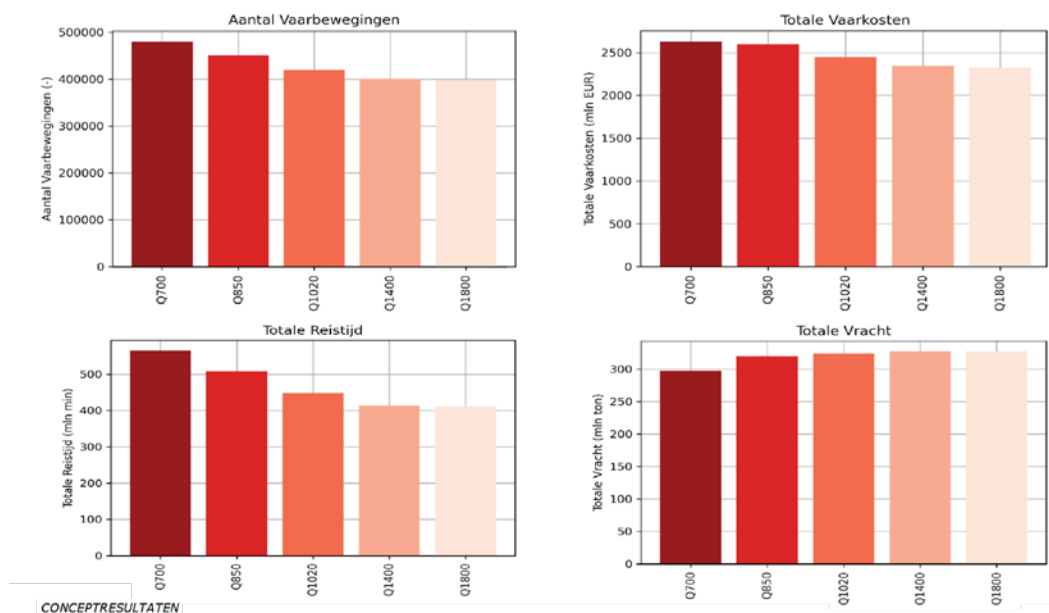 Aantal Vaarbewegingen
Aantal Vaarbewegingen (-)
500000
400000
300000
200000
100000
0
Q700
Q850
Q1020
Q1400
Q1800
Totale Vaarkosten
Totale Vaarkosten (mln EUR)
2500
2000
1500
1000
500
0
Q700
Q850
Q1020
Q1400
Q1800
Totale Reistijd
Totale Reistijd (mln min)
500
400
300
200
100
0
Q700
Q850
Q1020
Q1400
Q1800
Totale Vracht
Totale Vracht (mln ton)
300
250
200
150
100
50
0
Q700
Q850
Q1020
Q1400
Q1800
CONCEPTRESULTATEN